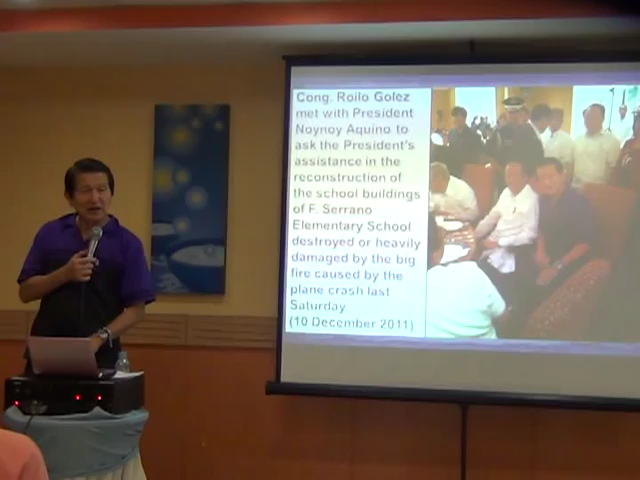 Cong. Roilo Golez
met with President
Noynoy Aquino to
ask the President's
assistance in the
reconstruction of
the school buildings
of F. Serrano
Elementary School
destroyed or heavily
damaged by the big
fire caused by the
plane crash last
Saturday
(10 December 2011)